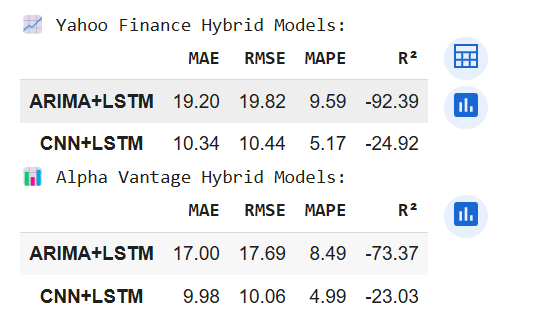 Yahoo Finance Hybrid Models:
MAE RMSE MAPE R²
ARIMA+LSTM 19.20 19.82 9.59 -92.39
CNN+LSTM 10.34 10.44 5.17 -24.92
Alpha Vantage Hybrid Models:
MAE RMSE MAPE R²
ARIMA+LSTM 17.00 17.69 8.49 -73.37
CNN+LSTM 9.98 10.06 4.99 -23.03